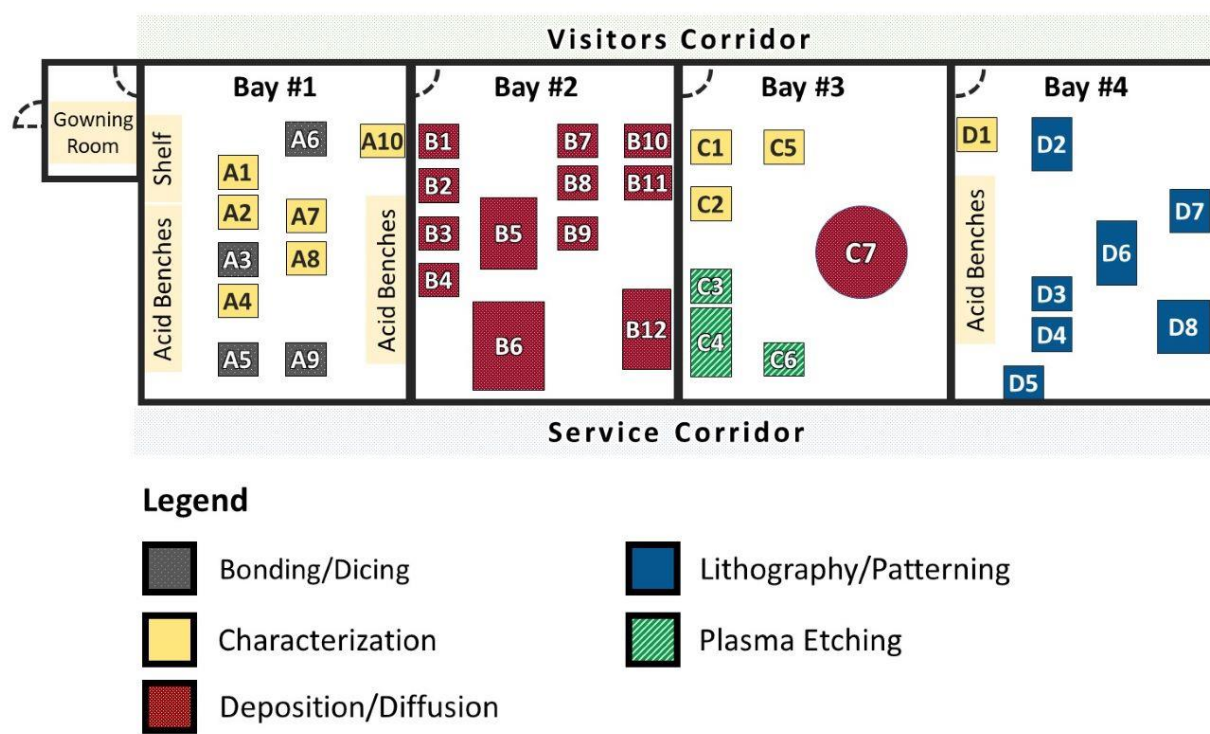 Visitors Corridor
Gowning
Room
Bay #1
Shelf
Acid Benches
A1
A2
A3
A4
A5
A6
A7
A8
A9
A10
Acid Benches
Bay #2
B1
B2
B3
B4
B5
B6
B7
B8
B9
B10
B11
B12
Bay #3
C1
C2
C3
C4
C5
C6
C7
Bay #4
D1
Acid Benches
D2
D3
D4
D5
D6
D7
D8
Service Corridor
Legend
Bonding/Dicing
Characterization
Deposition/Diffusion
Lithography/Patterning
Plasma Etching